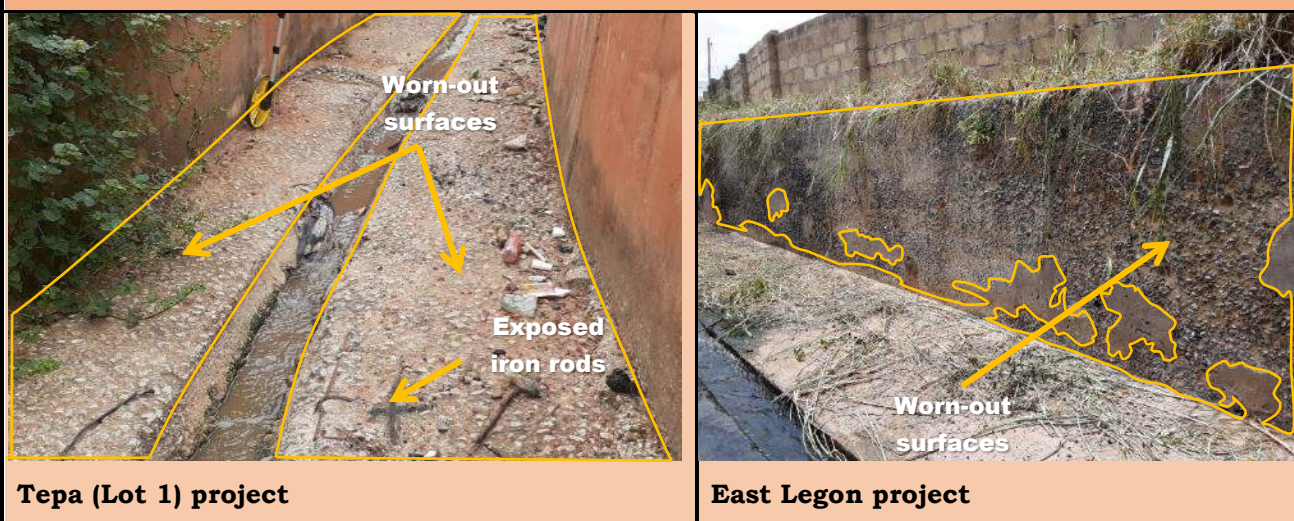 Worn-out
surfaces
Exposed
iron rods
Worn-out
surfaces
Tepa (Lot 1) project
East Legon project